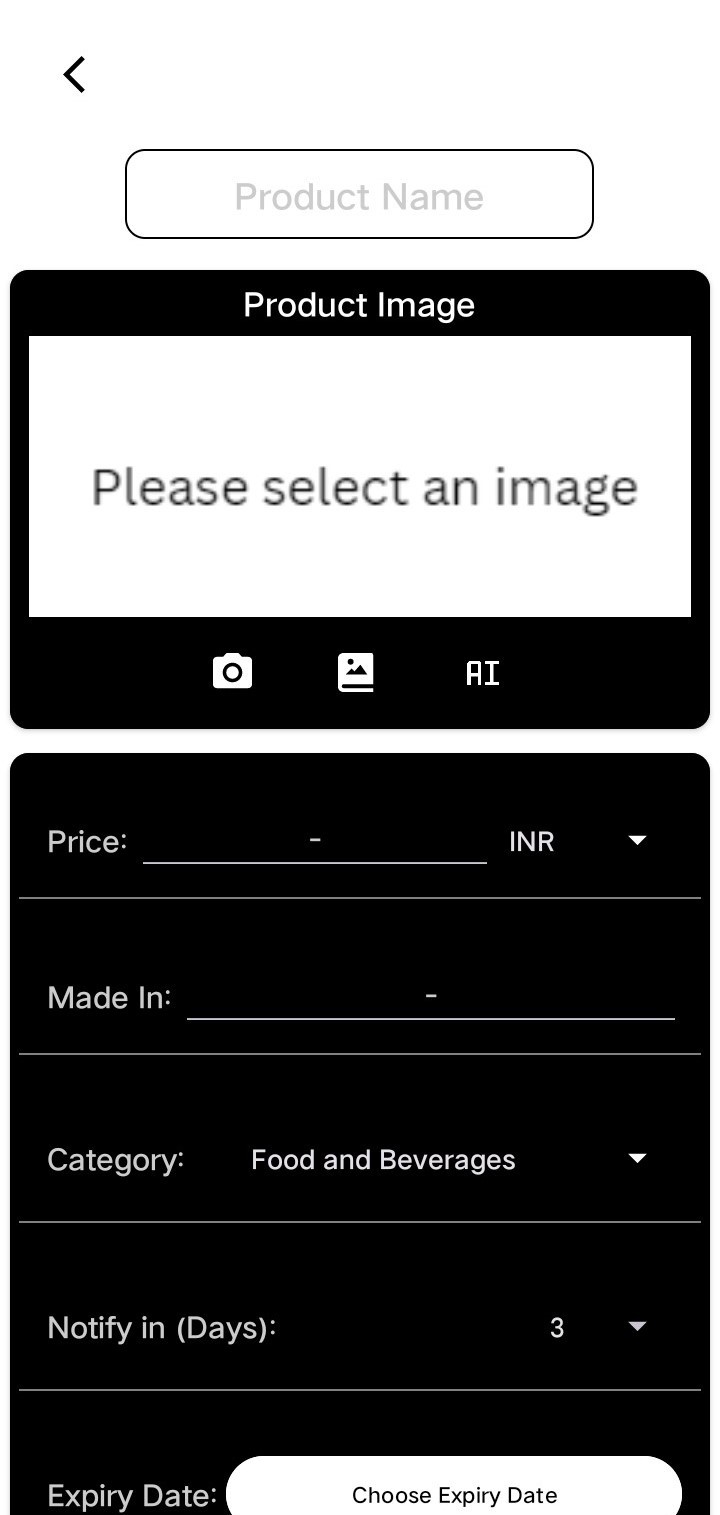 Product Name
Product Image
Please select an image
AI
Price: - INR
Made In: -
Category: Food and Beverages
Notify in (Days): 3
Expiry Date: Choose Expiry Date